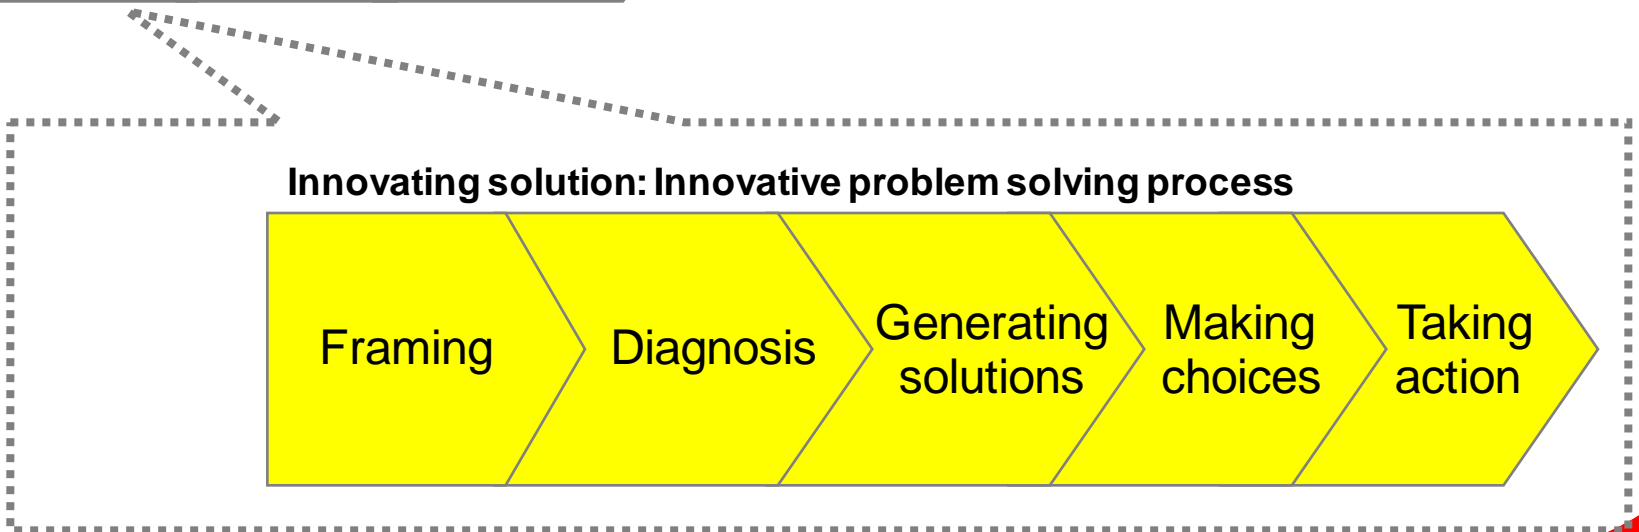 Innovating solution: Innovative problem solving process
Framing
Diagnosis
Generating
solutions
Making
choices
Taking
action